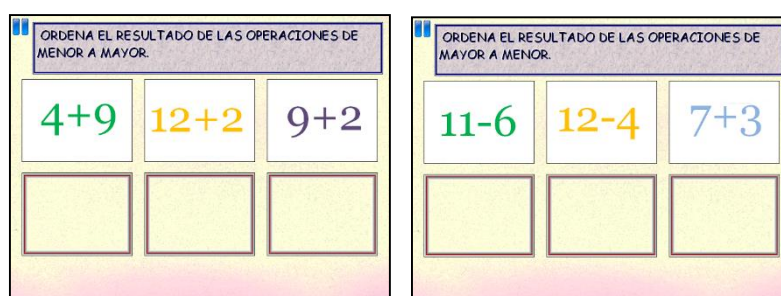 ORDENA EL RESULTADO DE LAS OPERACIONES DE
MENOR A MAYOR.
4+9 12+2 9+2
ORDENA EL RESULTADO DE LAS OPERACIONES DE
MAYOR A MENOR.
11-6 12-4 7+3